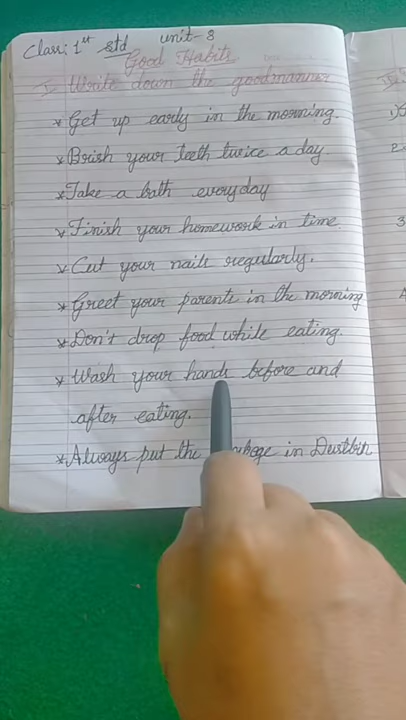 Class: 1st std unit-3
Good Habits
I> Write down the goodmanner
* Get up early in the morning.
* Brush your teeth twice a day
* Take a bath everyday
* Finish your homework in time
* Cut your nails regularly.
* Greet your parents in the morning
* Don't drop food while eating.
* Wash your hands before and
after eating.
* Always put the in Dustbin